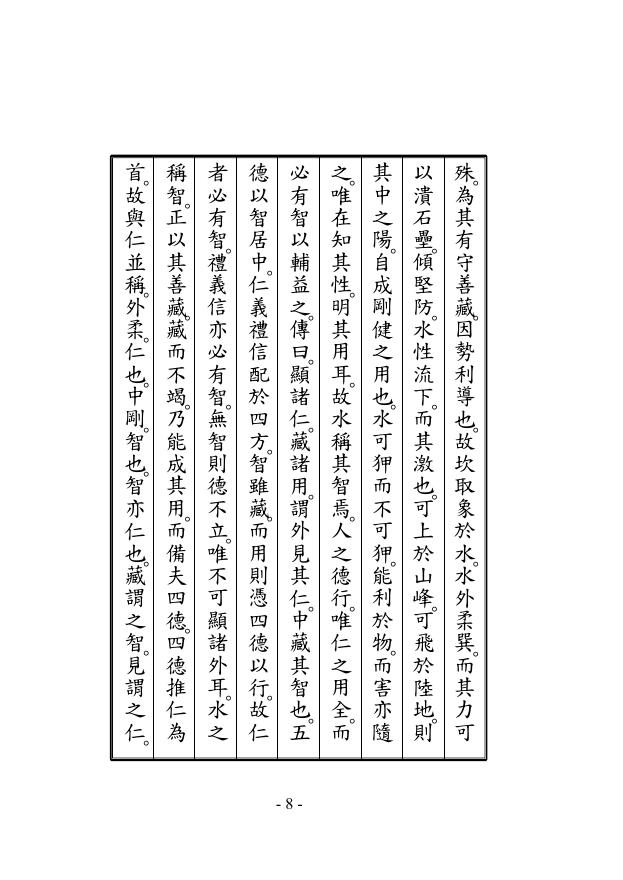 殊。為其有守善藏。因勢利導也。故坎取象於水。水外柔巽。而其力可
以潰石壘。傾堅防。水性流下。而其激也。可上於山峰。可飛於陸地。則
其中之陽。自成剛健之用也。水可狎而不可狎。能利於物。而害亦隨
之。唯在知其性。明其用耳。故水稱其智焉。人之德行。唯仁之用全。而
必有智以輔益之。傳曰。顯諸仁。藏諸用。謂外見其仁。中藏其智也。五
德以智居中。仁義禮信配於四方。智雖藏。而用則憑四德以行。故仁
者必有智。禮義信亦必有智。無智則德不立。唯不可顯諸外耳。水之
稱智。正以其善藏。藏而不竭。乃能成其用。而備夫四德。四德推仁為
首。故與仁並稱。外柔。仁也。中剛。智也。智亦仁也。藏謂之智。見謂之仁。
- 8 -